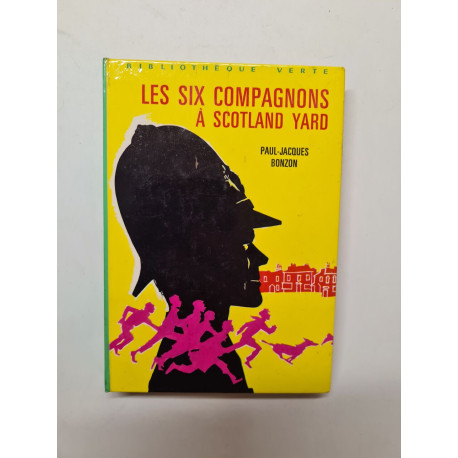 BIBLIOTHÈQUE VERTE
LES SIX COMPAGNONS
À SCOTLAND YARD
PAUL-JACQUES
BONZON